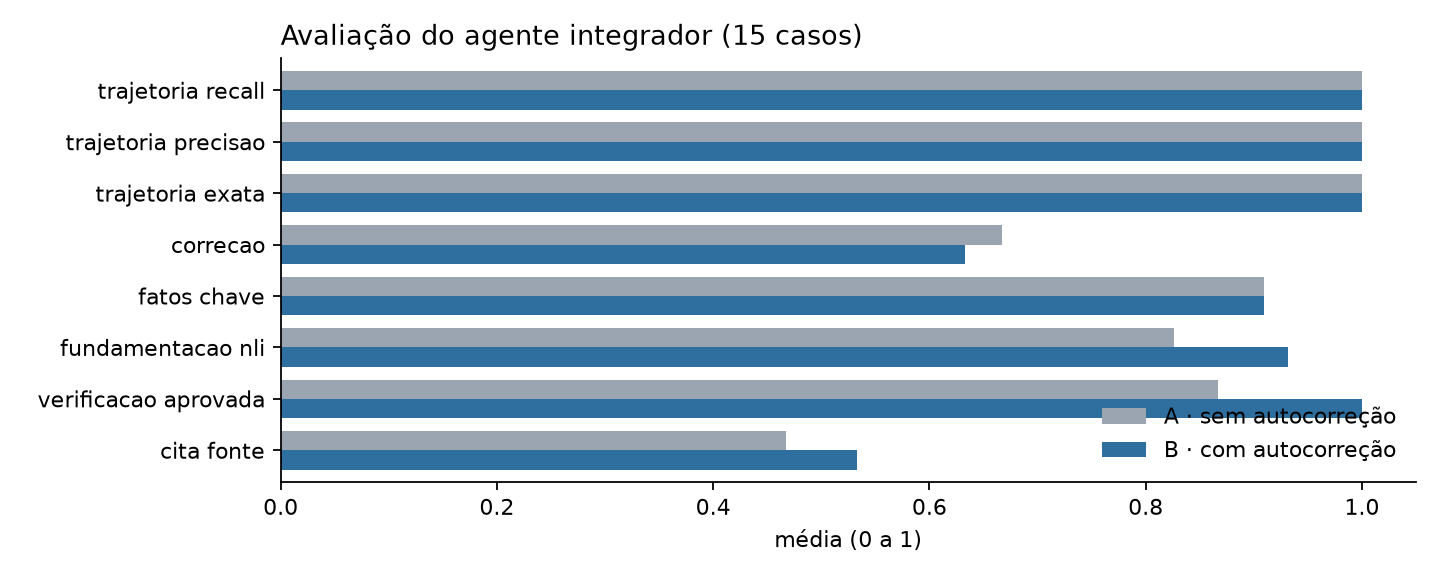 Avaliação do agente integrador (15 casos)
trajetoria recall
trajetoria precisao
trajetoria exata
correcao
fatos chave
fundamentacao nli
verificacao aprovada
cita fonte
A · sem autocorreção
B · com autocorreção
0.0 0.2 0.4 0.6 0.8 1.0
média (0 a 1)